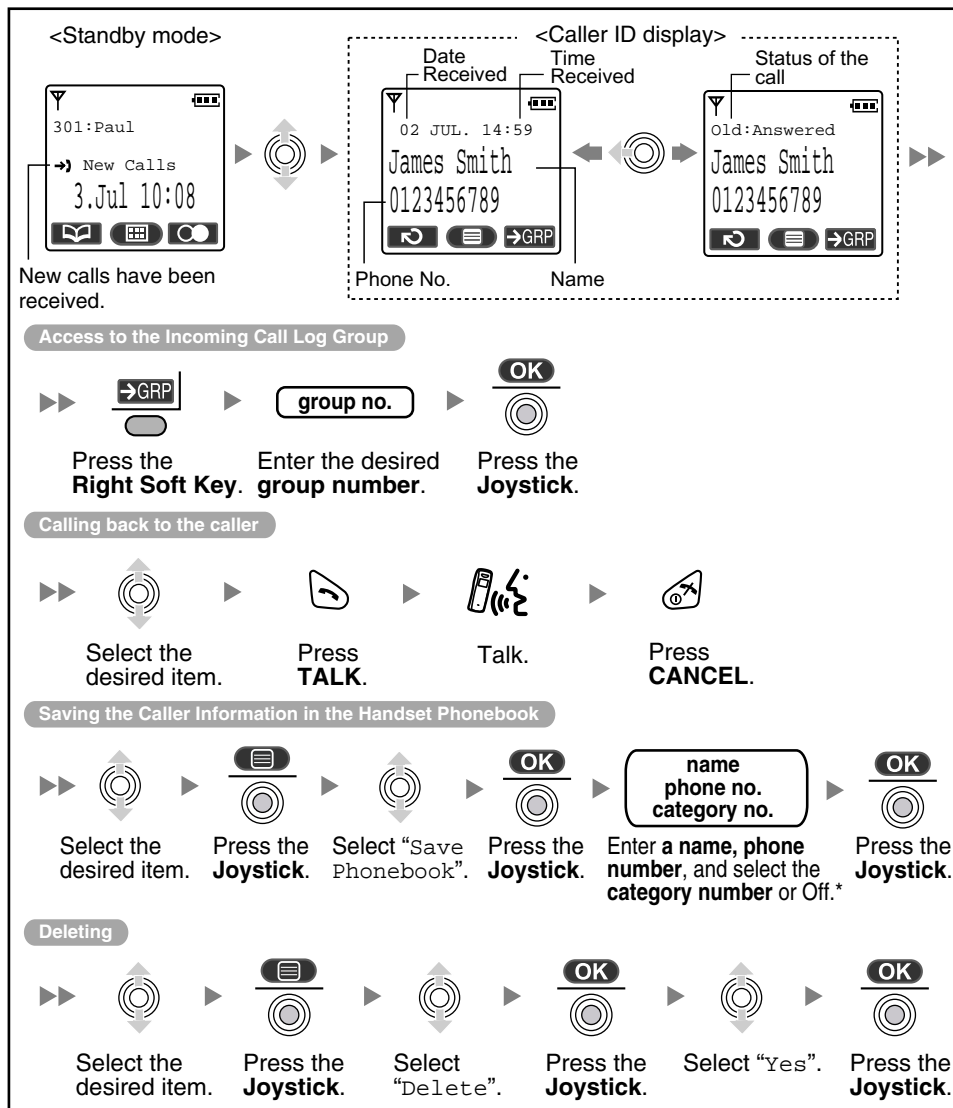 <Standby mode>
<Caller ID display>
Date Received
Time Received
Status of the call
301:Paul
New Calls
3.Jul 10:08
New calls have been received.
02 JUL. 14:59
James Smith
0123456789
→GRP
Phone No.
Name
Old:Answered
James Smith
0123456789
→GRP
Access to the Incoming Call Log Group
→GRP
group no.
OK
Press the
Right Soft Key.
Enter the desired
group number.
Press the
Joystick.
Calling back to the caller
Select the
desired item.
Press
TALK.
Talk.
Press
CANCEL.
Saving the Caller Information in the Handset Phonebook
OK
name
phone no.
category no.
OK
Select the
desired item.
Press the
Joystick.
Select "Save
Phonebook".
Press the
Joystick.
Enter a name, phone
number, and select the
category number or Off.*
Press the
Joystick.
Deleting
OK
OK
Select the
desired item.
Press the
Joystick.
Select
"Delete".
Press the
Joystick.
Select "Yes".
Press the
Joystick.